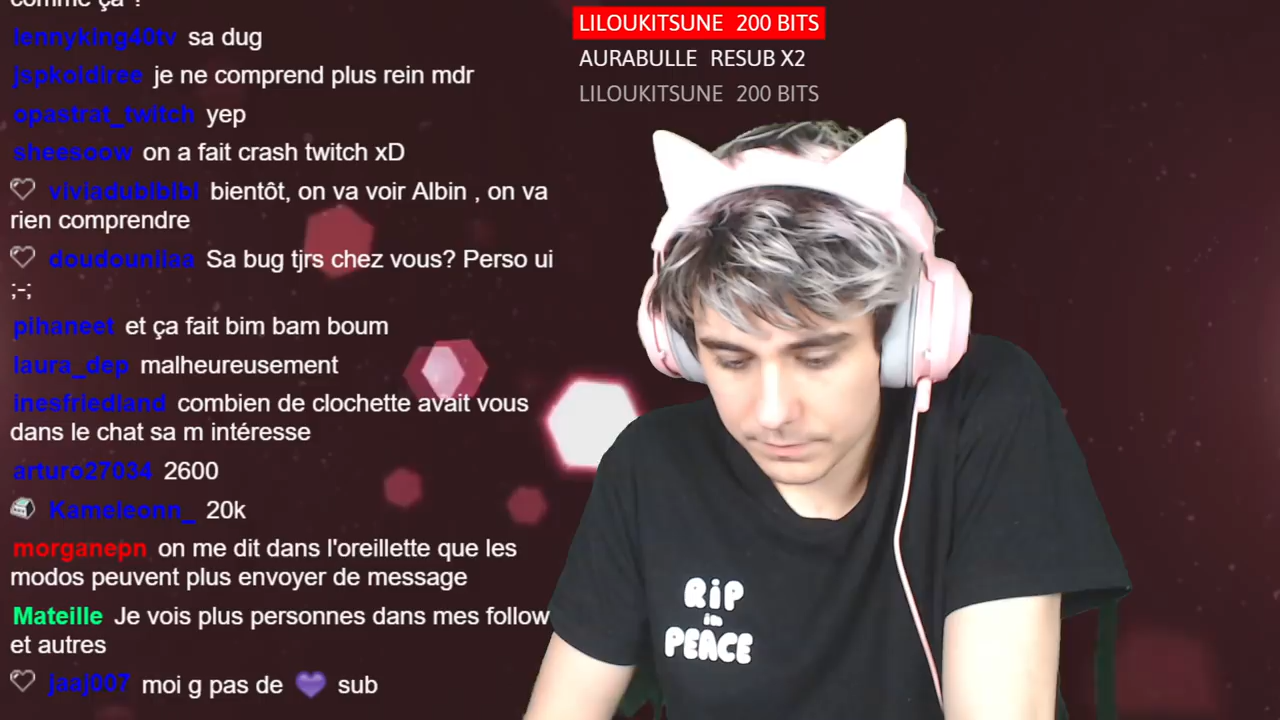 comme ça ?
lennyking40tv sa dug
jspkoidiree je ne comprend plus rein mdr
opastrat_twitch yep
sheesoow on a fait crash twitch xD
viviadublblbl bientôt, on va voir Albin , on va
rien comprendre
doudounliaa Sa bug tjrs chez vous? Perso ui
;-;
pihaneet et ça fait bim bam boum
laura_dep malheureusement
inesfriedland combien de clochette avait vous
dans le chat sa m intéresse
arturo27034 2600
Kameleonn_ 20k
morganepn on me dit dans l'oreillette que les
modos peuvent plus envoyer de message
Mateille Je vois plus personnes dans mes follow
et autres
jaaj007 moi g pas de 💜 sub
LILOUKITSUNE 200 BITS
AURABULLE RESUB X2
LILOUKITSUNE 200 BITS
RiP
in
PEACE